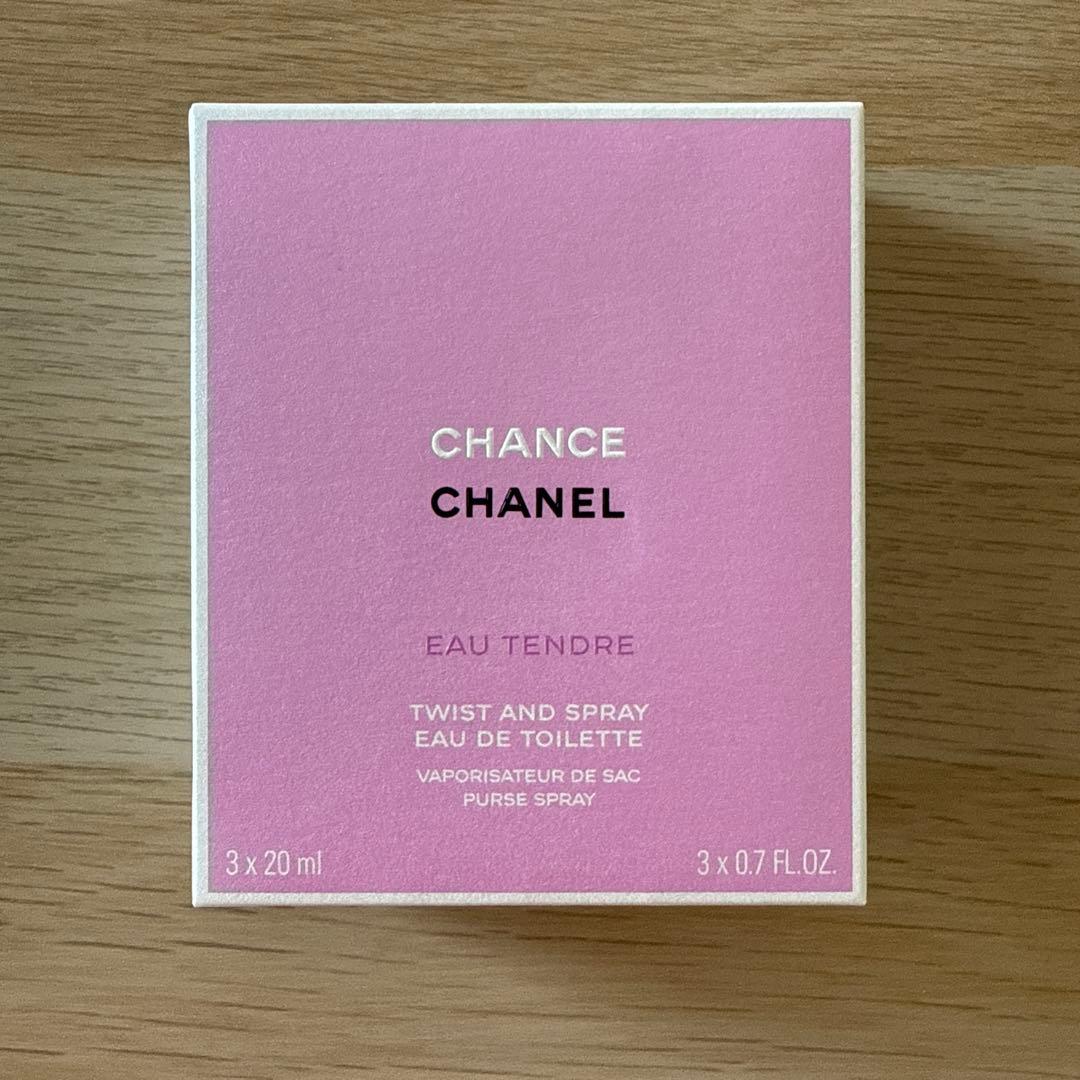 CHANCE
CHANEL
EAU TENDRE
TWIST AND SPRAY
EAU DE TOILETTE
VAPORISATEUR DE SAC
PURSE SPRAY
3 x 20 ml
3 x 0.7 FL.OZ.